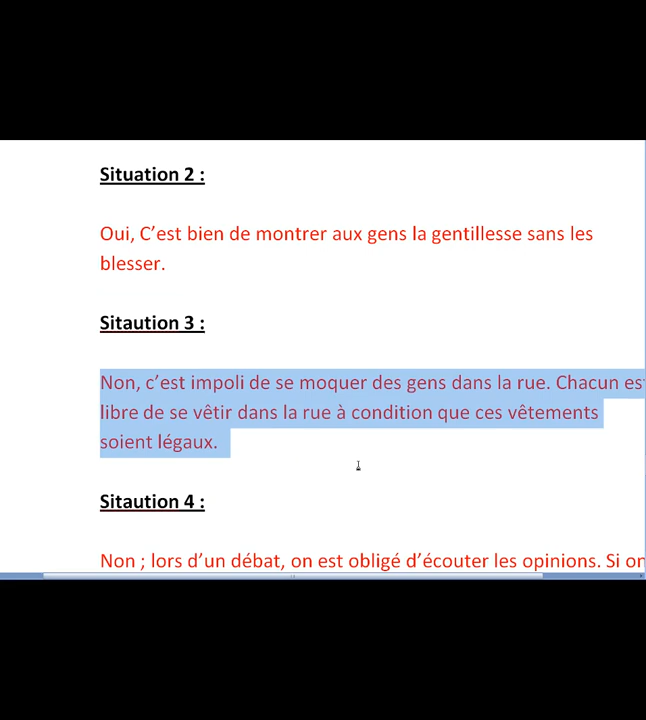 Situation 2 :
Oui, C’est bien de montrer aux gens la gentillesse sans les
blesser.
Sitaution 3 :
Non, c’est impoli de se moquer des gens dans la rue. Chacun es
libre de se vêtir dans la rue à condition que ces vêtements
soient légaux.
Sitaution 4 :
Non ; lors d’un débat, on est obligé d’écouter les opinions. Si on